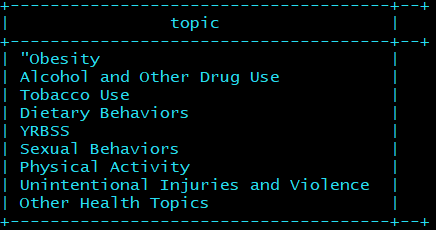 topic
"Obesity
Alcohol and Other Drug Use
Tobacco Use
Dietary Behaviors
YRBSS
Sexual Behaviors
Physical Activity
Unintentional Injuries and Violence
Other Health Topics